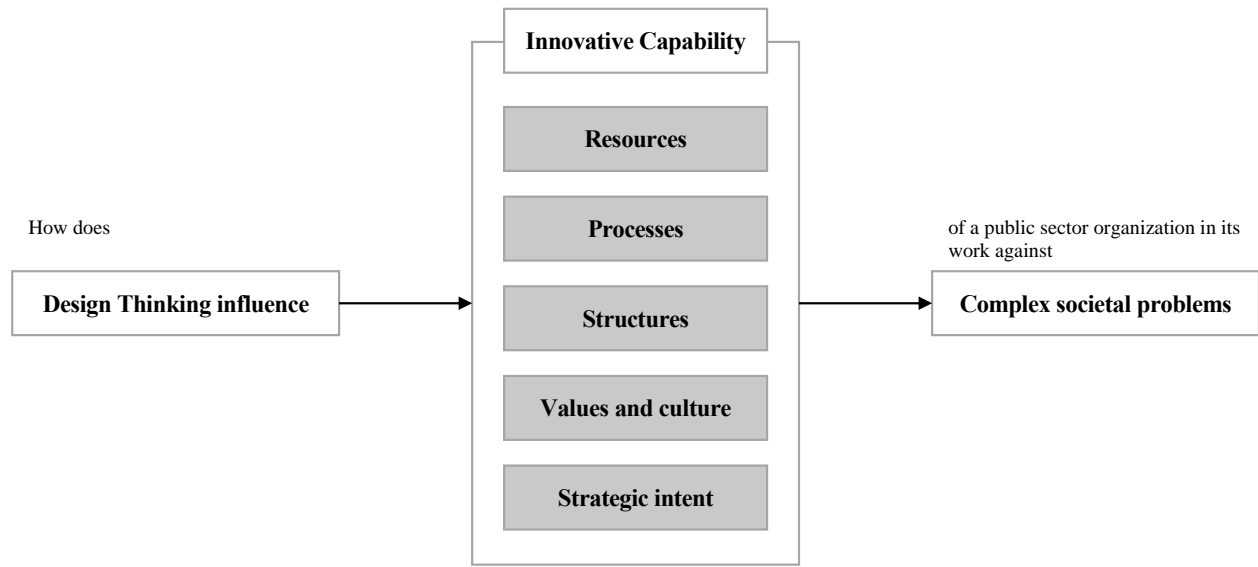 Innovative Capability
Resources
Processes
Structures
Values and culture
Strategic intent
How does
Design Thinking influence
of a public sector organization in its
work against
Complex societal problems